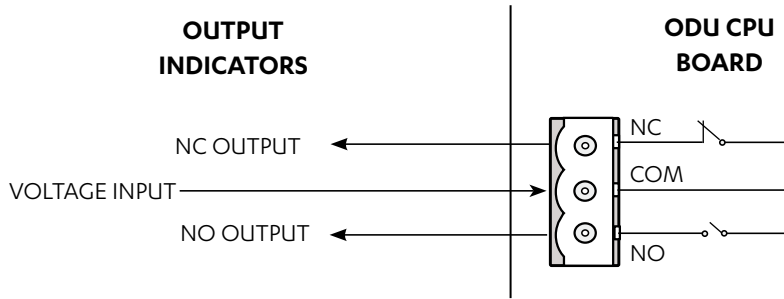 OUTPUT
INDICATORS
ODU CPU
BOARD
NC OUTPUT
NC
VOLTAGE INPUT
COM
NO OUTPUT
NO